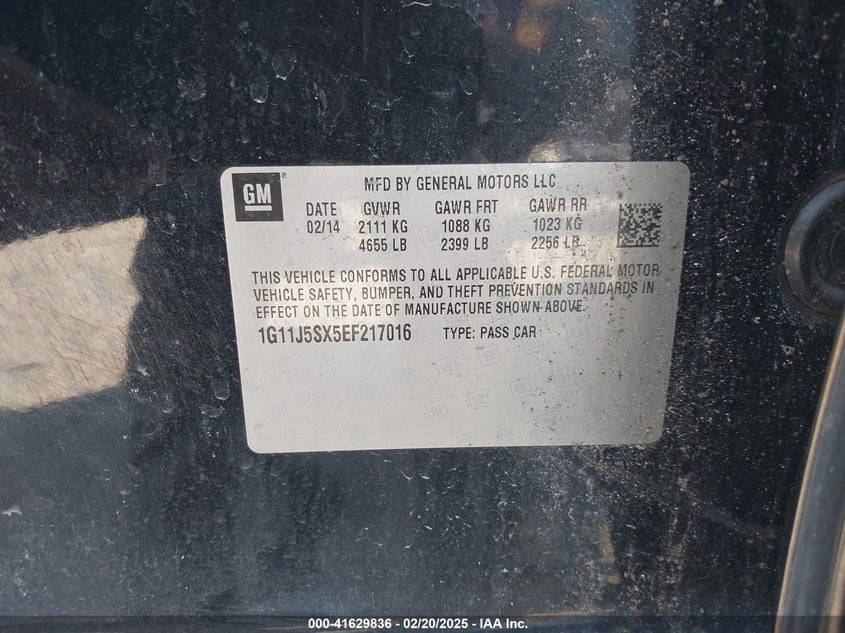 GM
MFD BY GENERAL MOTORS LLC
DATE GVWR GAWR FRT GAWR RR
02/14 2111 KG 1088 KG 1023 KG
4655 LB 2399 LB 2256 LB
THIS VEHICLE CONFORMS TO ALL APPLICABLE U.S. FEDERAL MOTOR
VEHICLE SAFETY, BUMPER, AND THEFT PREVENTION STANDARDS IN
EFFECT ON THE DATE OF MANUFACTURE SHOWN ABOVE.
1G11J5SX5EF217016 TYPE: PASS CAR
000-41629836 - 02/20/2025 - IAA Inc.